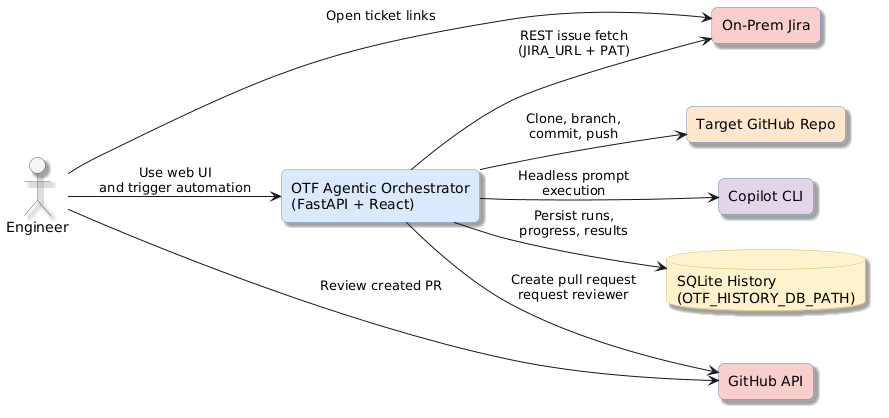 Open ticket links
On-Prem Jira
REST issue fetch
(JIRA_URL + PAT)
Clone, branch,
commit, push
Target GitHub Repo
Use web UI
and trigger automation
OTF Agentic Orchestrator
(FastAPI + React)
Headless prompt
execution
Copilot CLI
Engineer
Persist runs,
progress, results
SQLite History
(OTF_HISTORY_DB_PATH)
Review created PR
Create pull request
request reviewer
GitHub API